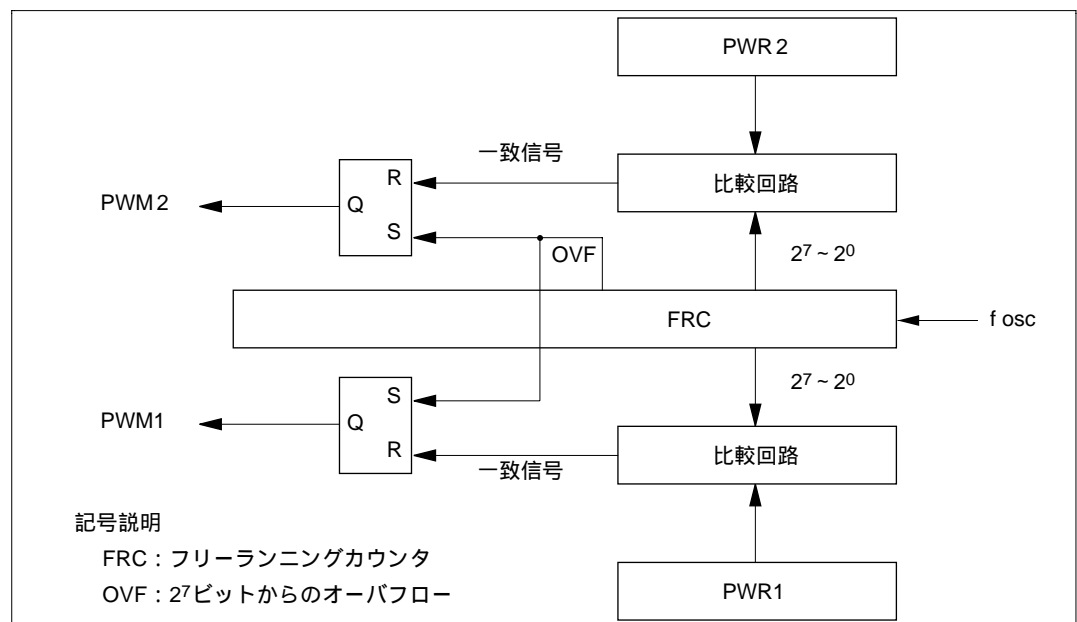 PWR 2
一致信号
比較回路
R
PWM 2
Q
S
OVF
2⁷ ~ 2⁰
FRC
f osc
2⁷ ~ 2⁰
S
PWM1
Q
R
一致信号
比較回路
記号説明
FRC : フリーランニングカウンタ
OVF : 2⁷ビットからのオーバフロー
PWR1